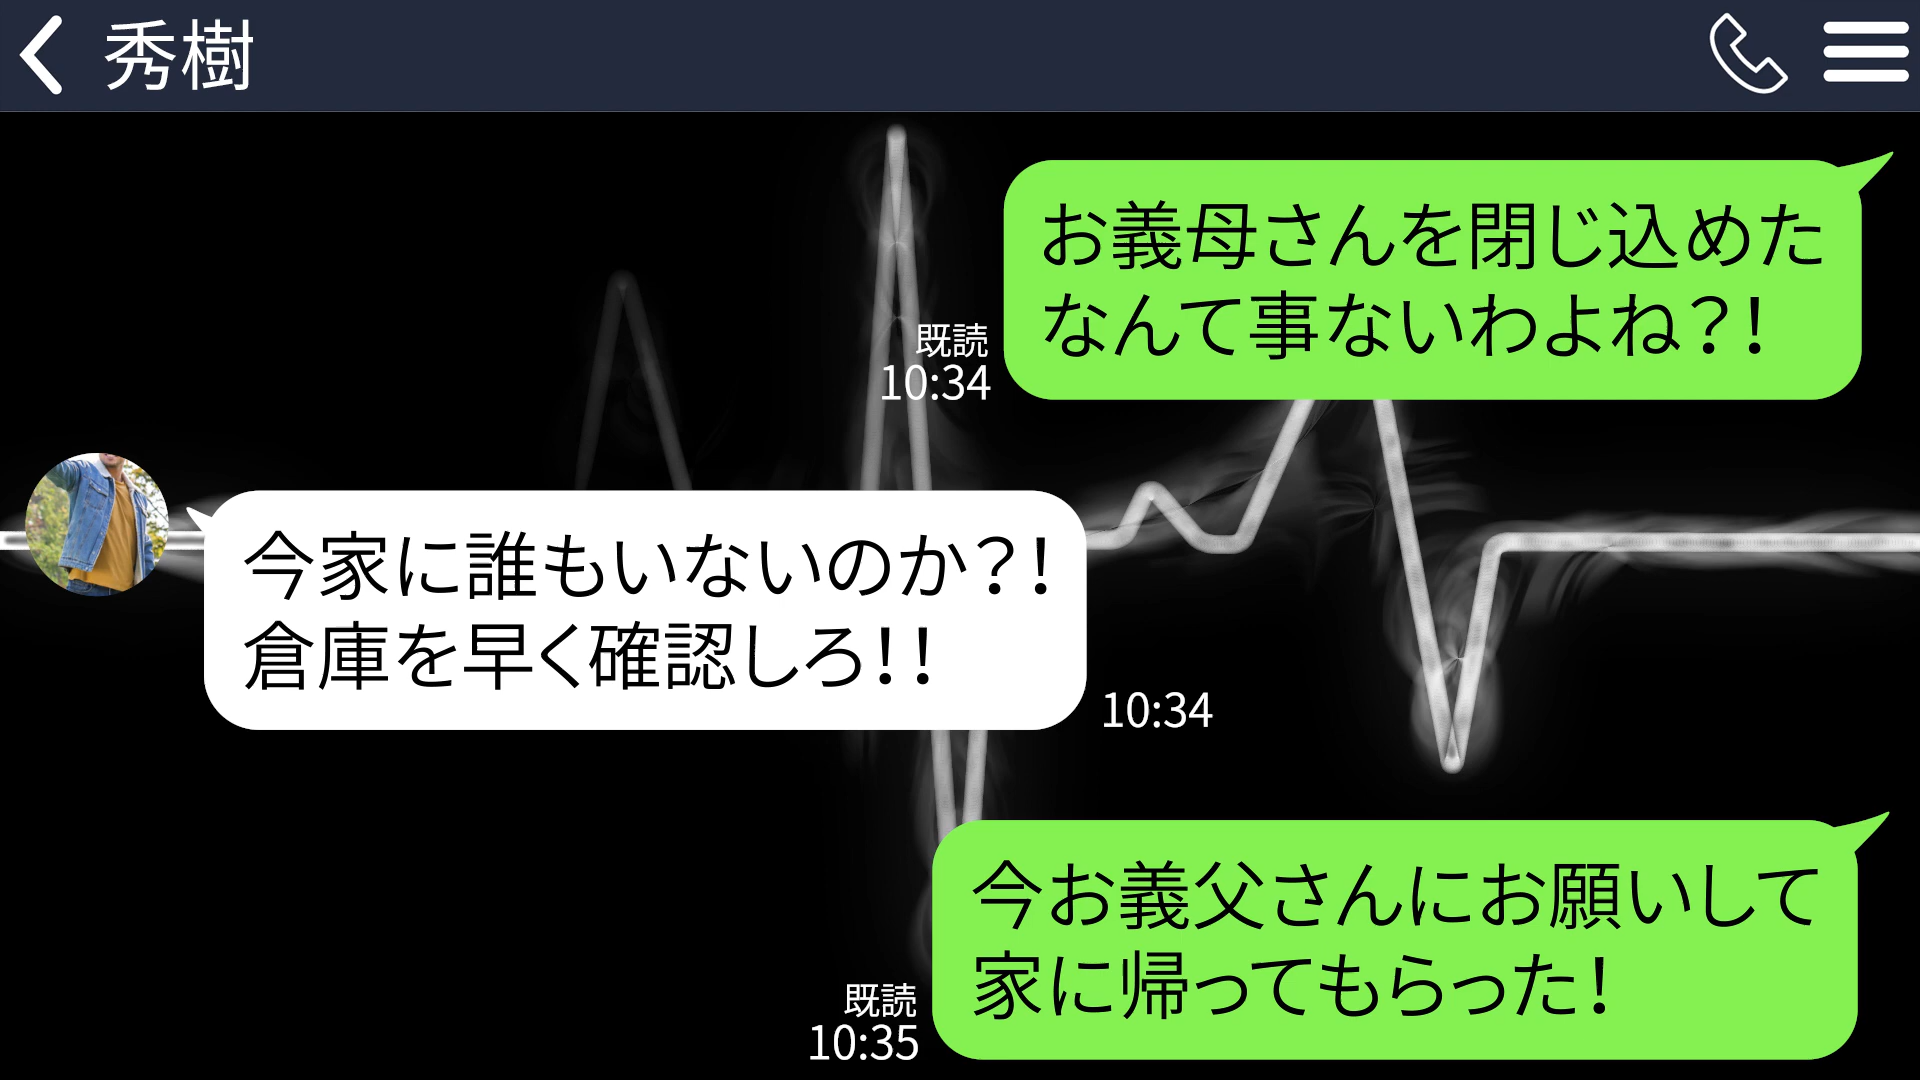 秀樹
お義母さんを閉じ込めた
なんて事ないわよね？！
既読
10:34
今家に誰もいないのか？！
倉庫を早く確認しろ！！
10:34
今お義父さんにお願いして
家に帰ってもらった！
既読
10:35